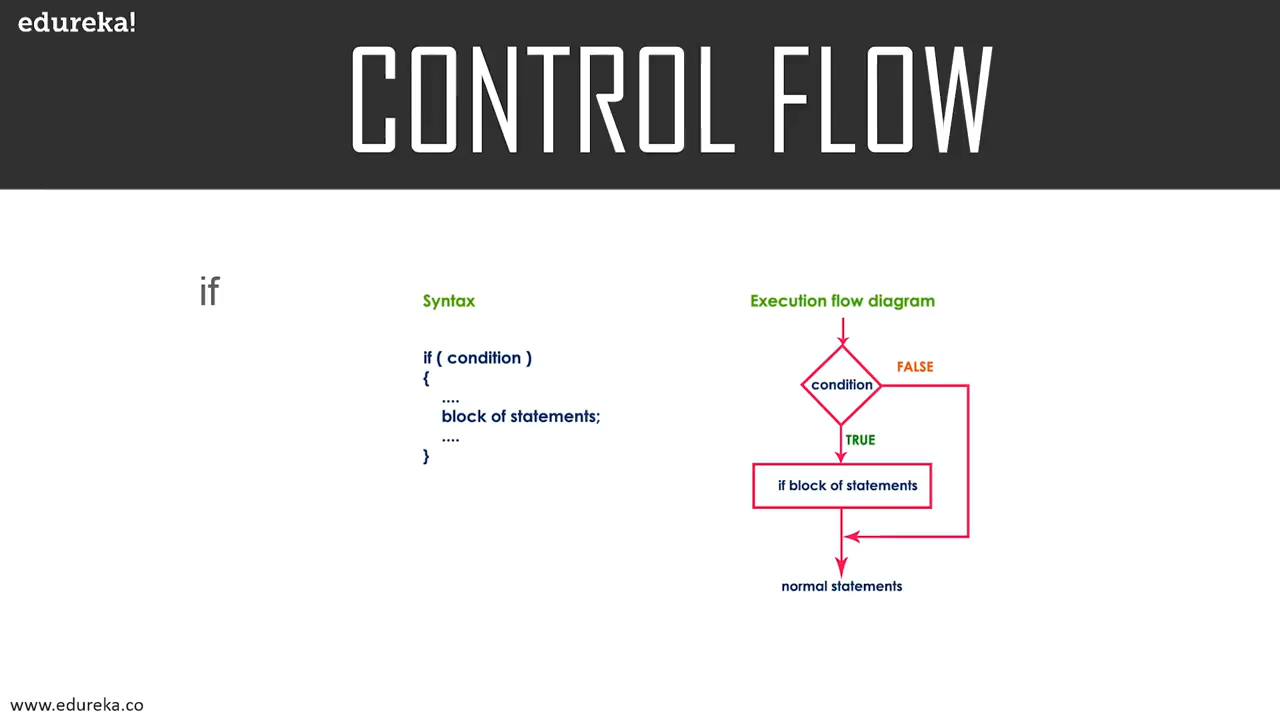 edureka!
CONTROL FLOW
if
Syntax
if ( condition )
{
....
block of statements;
....
}
Execution flow diagram
condition
FALSE
TRUE
if block of statements
normal statements
www.edureka.co